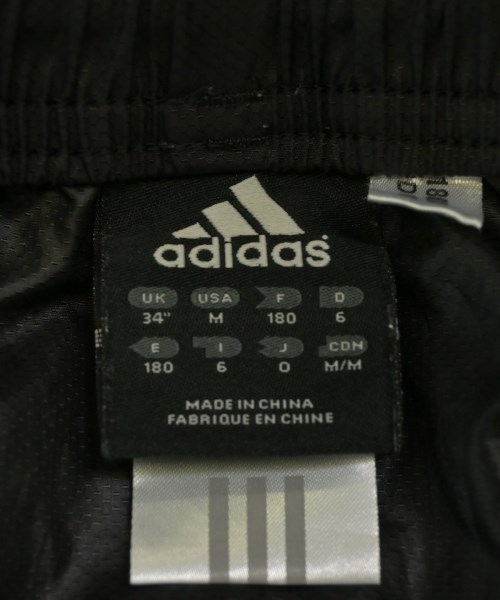 adidas
UK USA F D
34" M 180 6
E I J CDN
180 6 O M/M
MADE IN CHINA
FABRIQUE EN CHINE